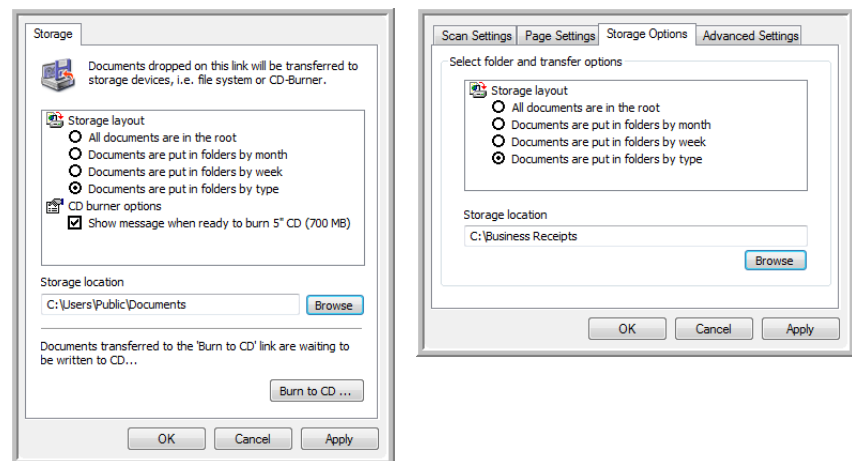 Storage
Documents dropped on this link will be transferred to
storage devices, i.e. file system or CD-Burner.
Storage layout
All documents are in the root
Documents are put in folders by month
Documents are put in folders by week
Documents are put in folders by type
CD burner options
Show message when ready to burn 5" CD (700 MB)
Storage location
C:\Users\Public\Documents
Browse
Documents transferred to the 'Burn to CD' link are waiting to
be written to CD...
Burn to CD ...
OK Cancel Apply
Scan Settings Page Settings Storage Options Advanced Settings
Select folder and transfer options
Storage layout
All documents are in the root
Documents are put in folders by month
Documents are put in folders by week
Documents are put in folders by type
Storage location
C:\Business Receipts
Browse
OK Cancel Apply